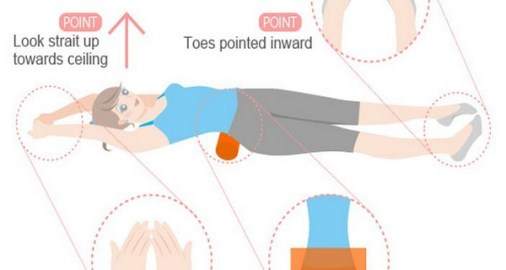 POINT
Look strait up
towards ceiling
POINT
Toes pointed inward